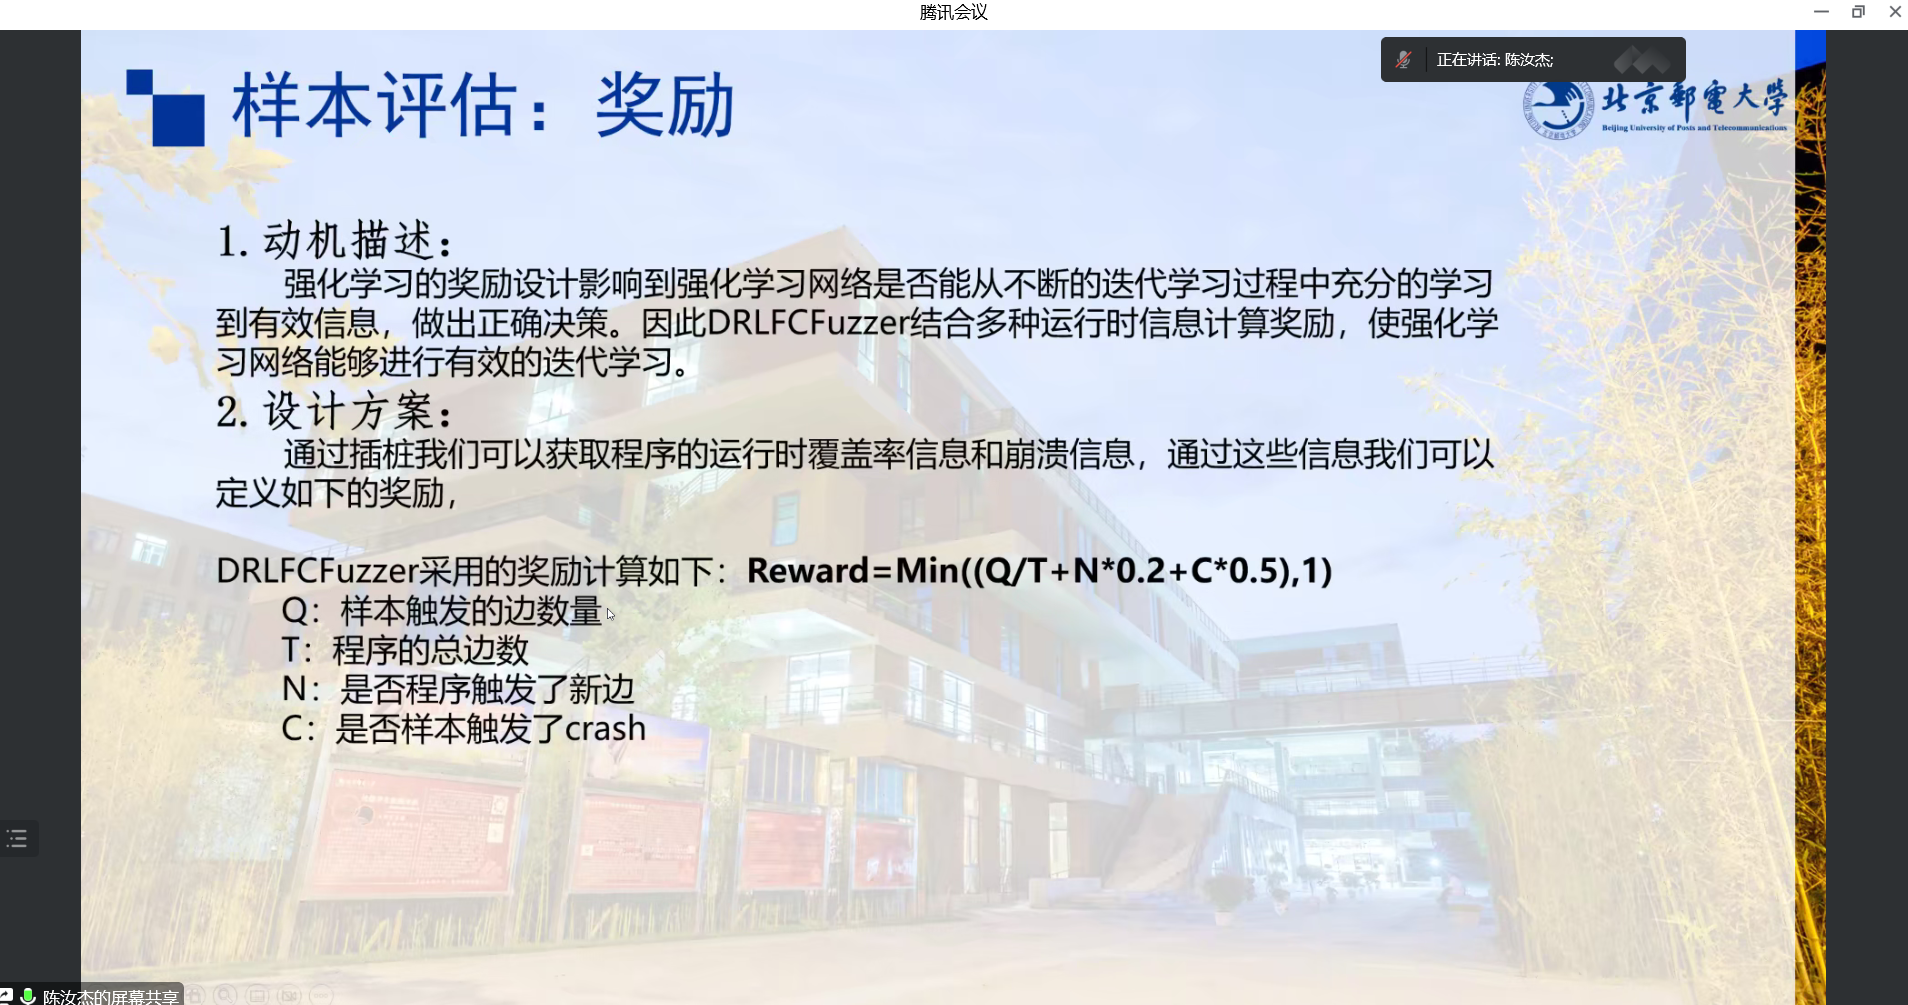 腾讯会议
正在讲话: 陈汝杰;
样本评估：奖励
北京郵電大學
Beijing University of Posts and Telecommunications
1. 动机描述：
强化学习的奖励设计影响到强化学习网络是否能从不断的迭代学习过程中充分的学习
到有效信息，做出正确决策。因此DRLFCFuzzer结合多种运行时信息计算奖励，使强化学
习网络能够进行有效的迭代学习。
2. 设计方案：
通过插桩我们可以获取程序的运行时覆盖率信息和崩溃信息，通过这些信息我们可以
定义如下的奖励，
DRLFCFuzzer采用的奖励计算如下：Reward=Min((Q/T+N*0.2+C*0.5),1)
Q：样本触发的边数量
T：程序的总边数
N：是否程序触发了新边
C：是否样本触发了crash
陈汝杰的屏幕共享